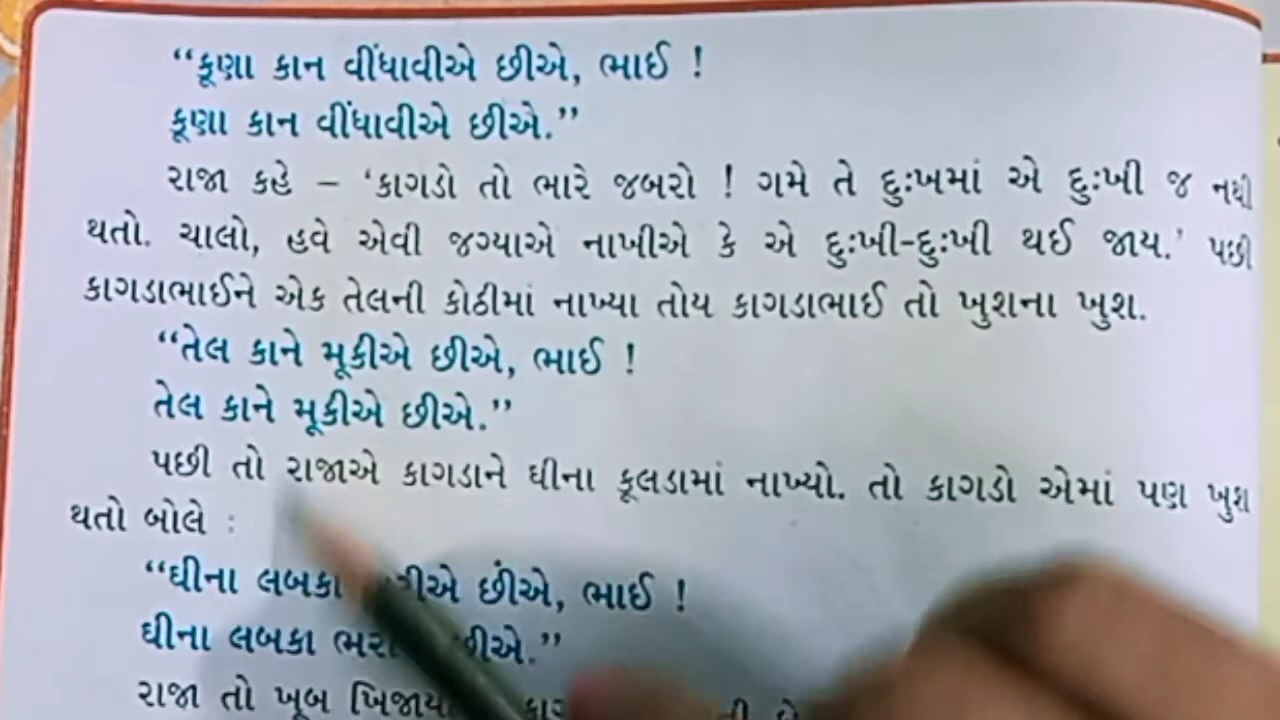 “કૂણા કાન વીંધાવીએ છીએ, ભાઈ !
કૂણા કાન વીંધાવીએ છીએ.”
રાજા કહે – ‘કાગડો તો ભારે જબરો ! ગમે તે દુઃખમાં એ દુઃખી જ નથી
થતો. ચાલો, હવે એવી જગ્યાએ નાખીએ કે એ દુઃખી-દુઃખી થઈ જાય.’ પછી
કાગડાભાઈને એક તેલની કોઠીમાં નાખ્યા તોય કાગડાભાઈ તો ખુશના ખુશ.
“તેલ કાને મૂકીએ છીએ, ભાઈ !
તેલ કાને મૂકીએ છીએ.”
પછી તો રાજાએ કાગડાને ઘીના કૂલડામાં નાખ્યો. તો કાગડો એમાં પણ ખુશ
થતો બોલે :
“ઘીના લબકા છીએ, ભાઈ !
ઘીના લબકા છીએ.”
રાજા તો ખૂબ